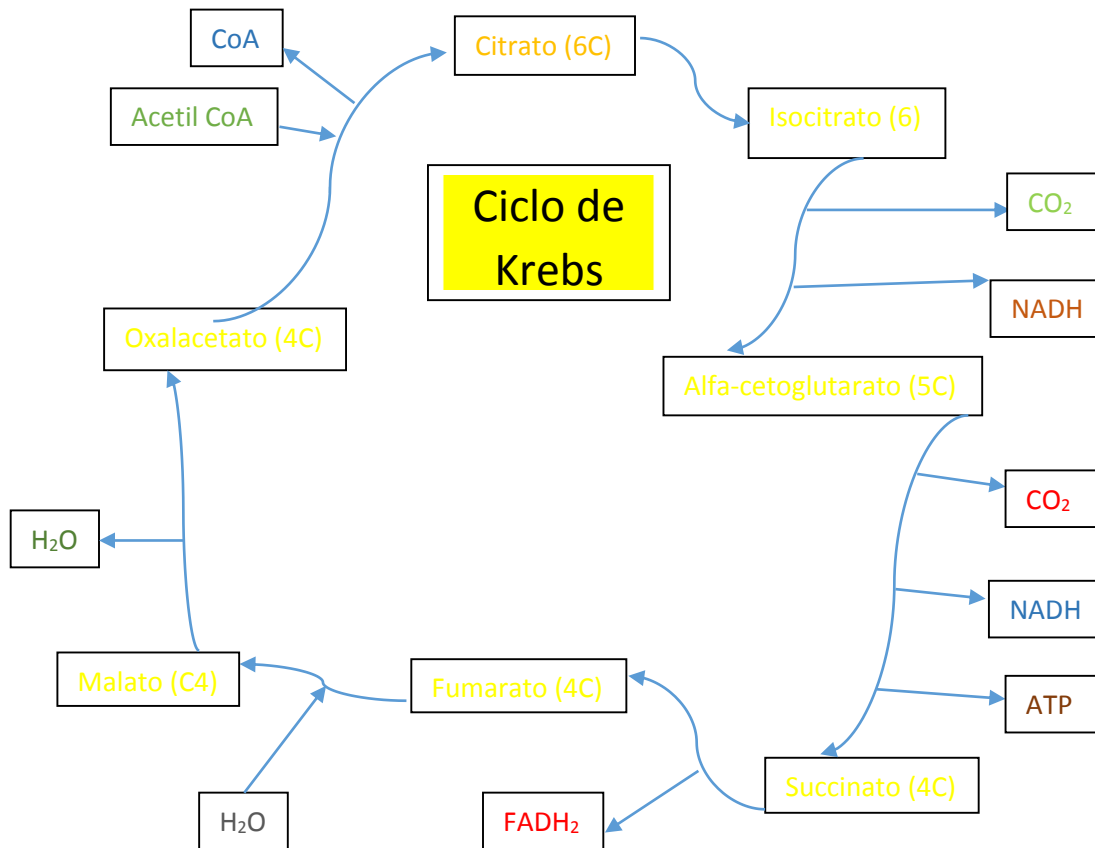 CoA
Citrato (6C)
Acetil CoA
Isocitrato (6)
Ciclo de
Krebs
CO₂
NADH
Oxalacetato (4C)
Alfa-cetoglutarato (5C)
CO₂
H₂O
NADH
Malato (C4)
Fumarato (4C)
ATP
Succinato (4C)
H₂O
FADH₂